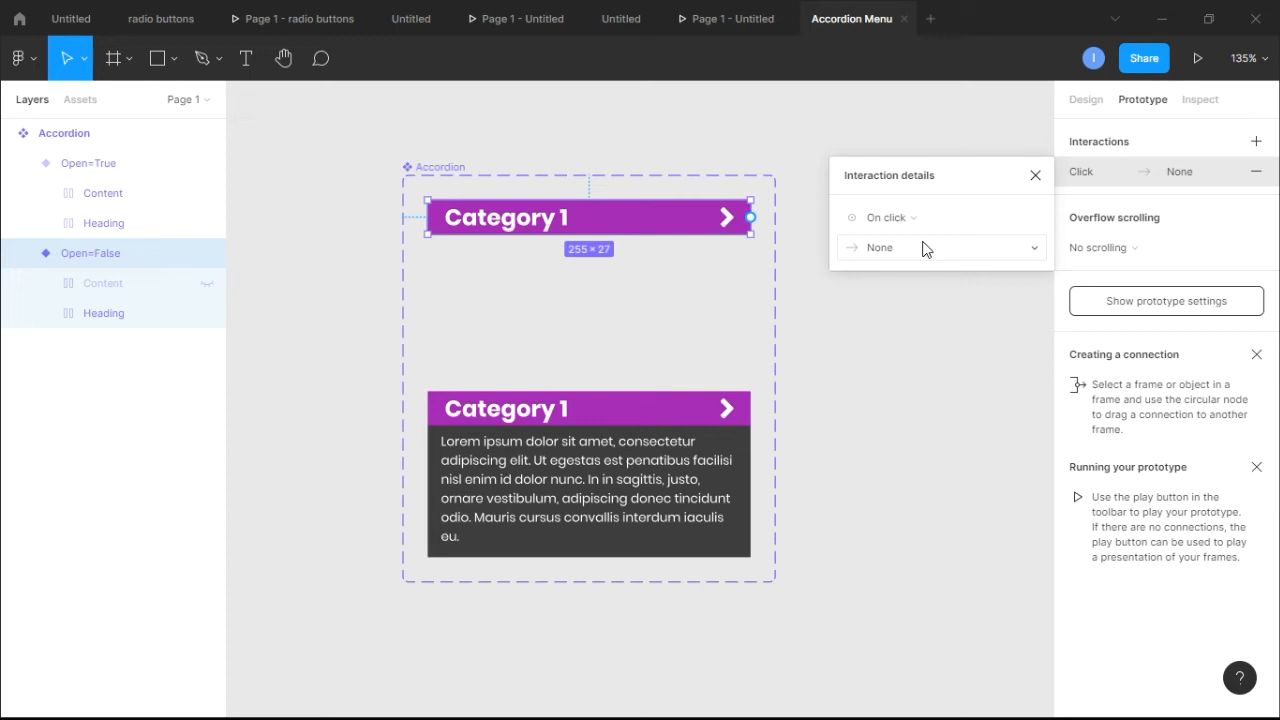 Untitled
radio buttons
Page 1 - radio buttons
Untitled
Page 1 - Untitled
Untitled
Page 1 - Untitled
Accordion Menu
I
Share
135%
Layers
Assets
Page 1
Accordion
Open=True
Content
Heading
Open=False
Content
Heading
Accordion
Category 1
255 × 27
Category 1
Lorem ipsum dolor sit amet, consectetur
adipiscing elit. Ut egestas est penatibus facilisi
nisl enim id dolor nunc. In in sagittis, justo,
ornare vestibulum, adipiscing donec tincidunt
odio. Mauris cursus convallis interdum iaculis
eu.
Interaction details
On click
None
Design
Prototype
Inspect
Interactions
Click
None
Overflow scrolling
No scrolling
Show prototype settings
Creating a connection
Select a frame or object in a
frame and use the circular node
to drag a connection to another
frame.
Running your prototype
Use the play button in the
toolbar to play your prototype.
If there are no connections, the
play button can be used to play
a presentation of your frames.
?